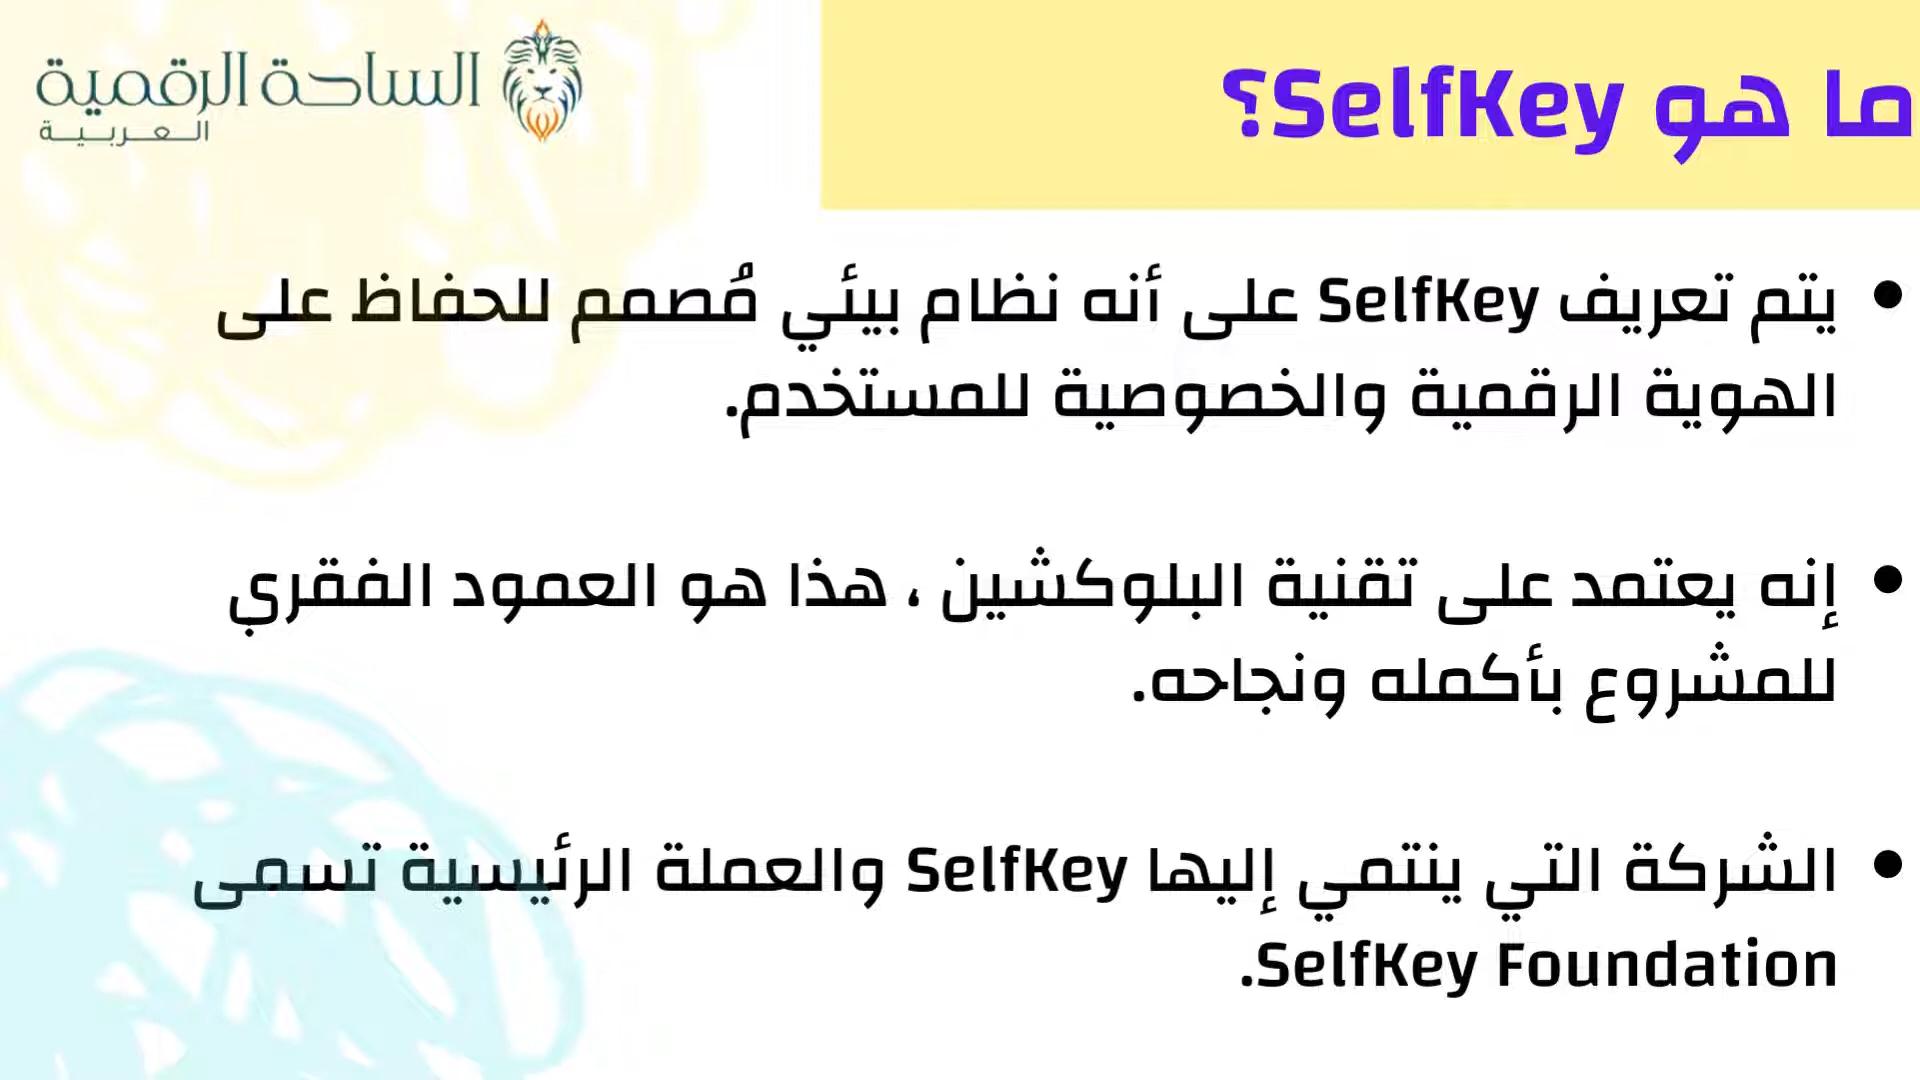 الساحة الرقمية
العربية
ما هو SelfKey؟
• يتم تعريف SelfKey على أنه نظام بيئي مُصمم للحفاظ على
الهوية الرقمية والخصوصية للمستخدم.
• إنه يعتمد على تقنية البلوكشين ، هذا هو العمود الفقري
للمشروع بأكمله ونجاحه.
• الشركة التي ينتمي إليها SelfKey والعملة الرئيسية تسمى
SelfKey Foundation.